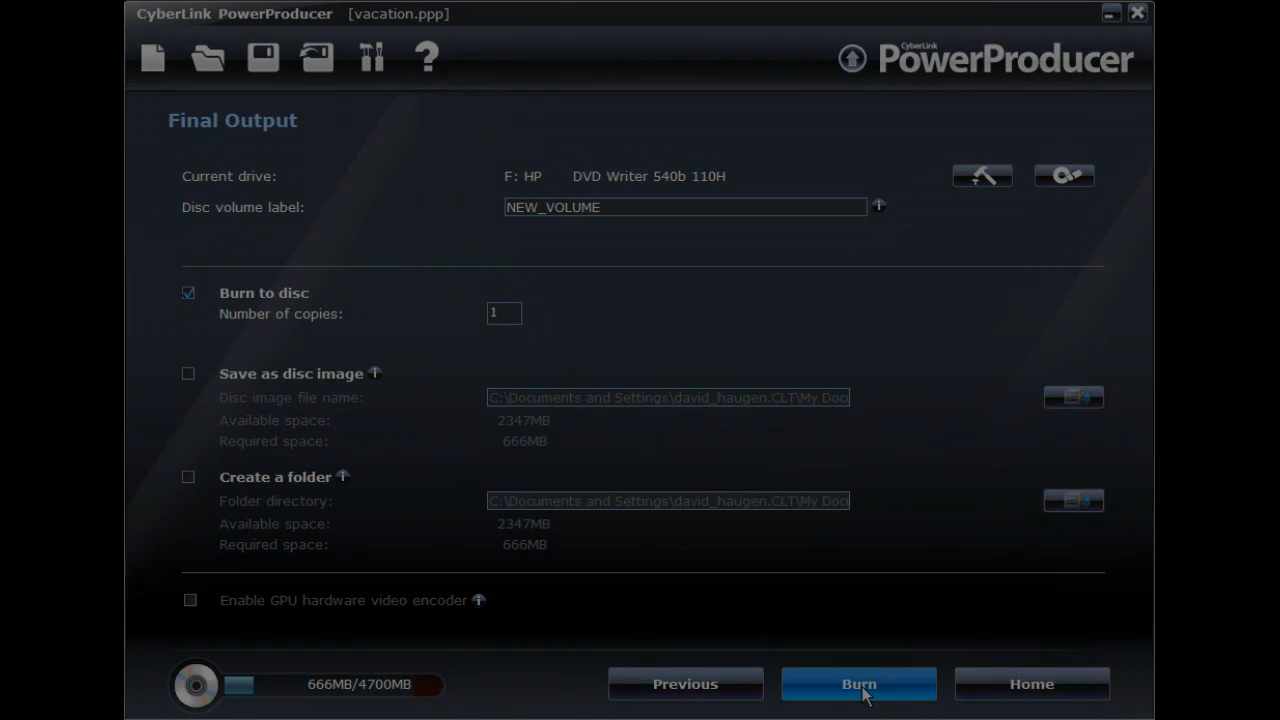 CyberLink PowerProducer [vacation.ppp]
CyberLink
PowerProducer
Final Output
Current drive: F: HP DVD Writer 540b 110H
Disc volume label: NEW_VOLUME
Burn to disc
Number of copies: 1
Save as disc image
Disc image file name: C:\Documents and Settings\david_haugen.CLT\My Doc
Available space: 2347MB
Required space: 666MB
Create a folder
Folder directory: C:\Documents and Settings\david_haugen.CLT\My Doc
Available space: 2347MB
Required space: 666MB
Enable GPU hardware video encoder
666MB/4700MB Previous Burn Home